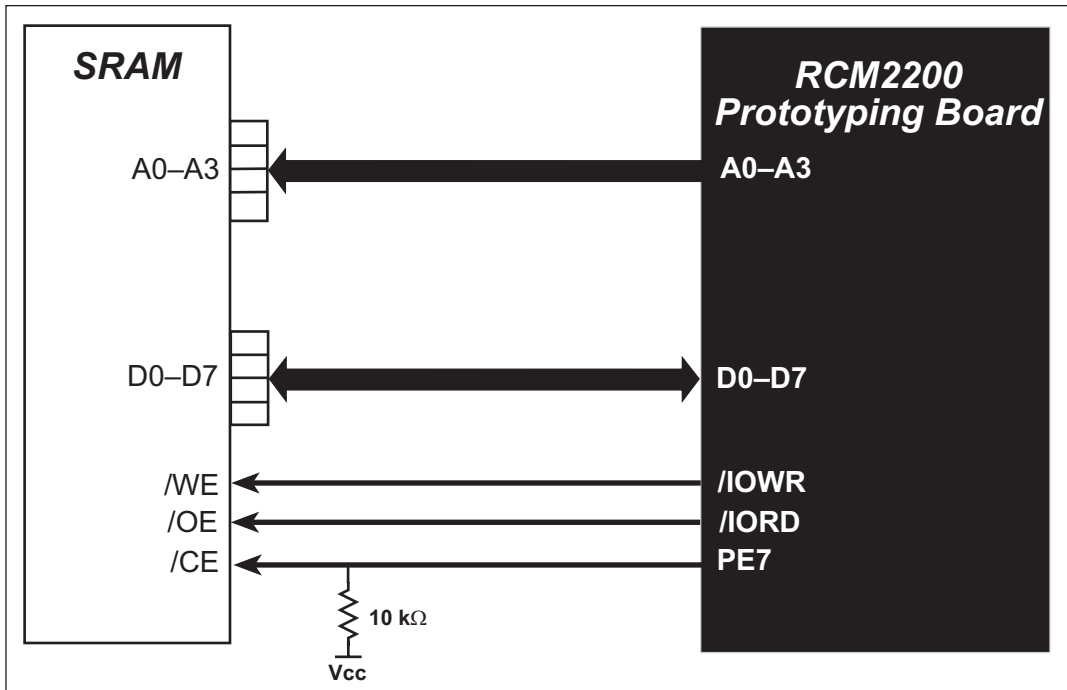 SRAM
RCM2200
Prototyping Board
A0–A3
A0–A3
D0–D7
D0–D7
/WE
/IOWR
/OE
/IORD
/CE
PE7
10 kΩ
Vcc